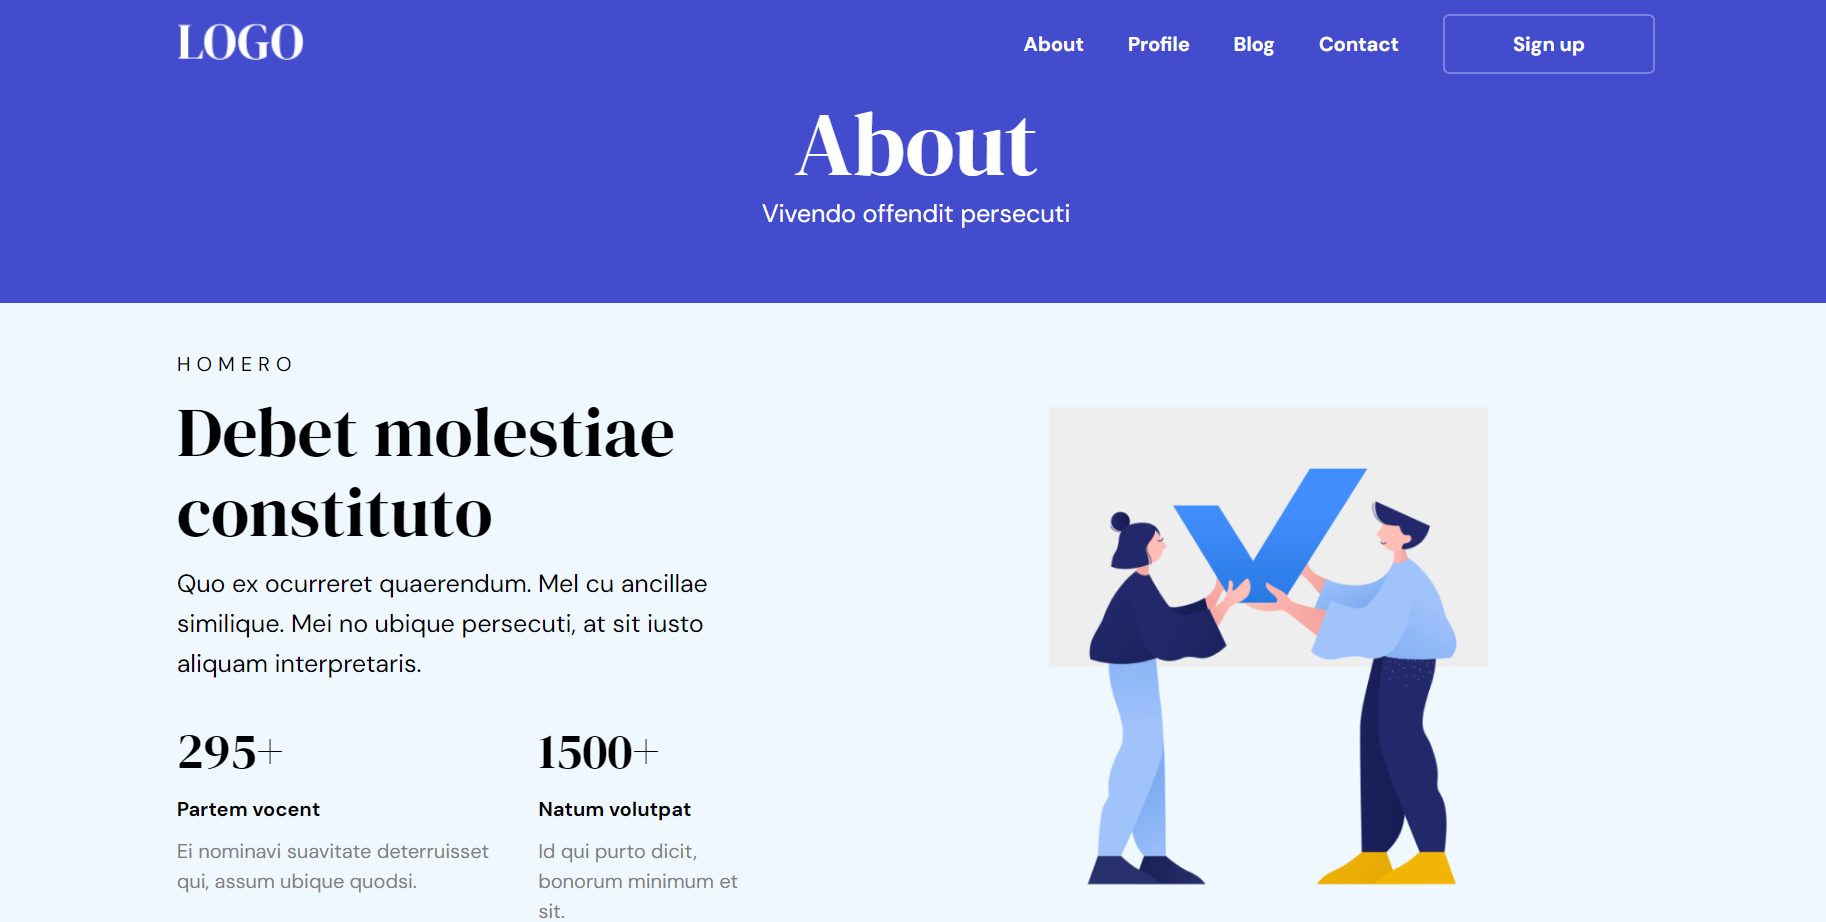 LOGO
About Profile Blog Contact Sign up
About
Vivendo offendit persecuti
HOMERO
Debet molestiae
constituto
Quo ex ocurreret quaerendum. Mel cu ancillae
similique. Mei no ubique persecuti, at sit iusto
aliquam interpretaris.
295+
Partem vocent
Ei nominavi suavitate deterruisset
qui, assum ubique quodsi.
1500+
Natum volutpat
Id qui purto dicit,
bonorum minimum et
sit.